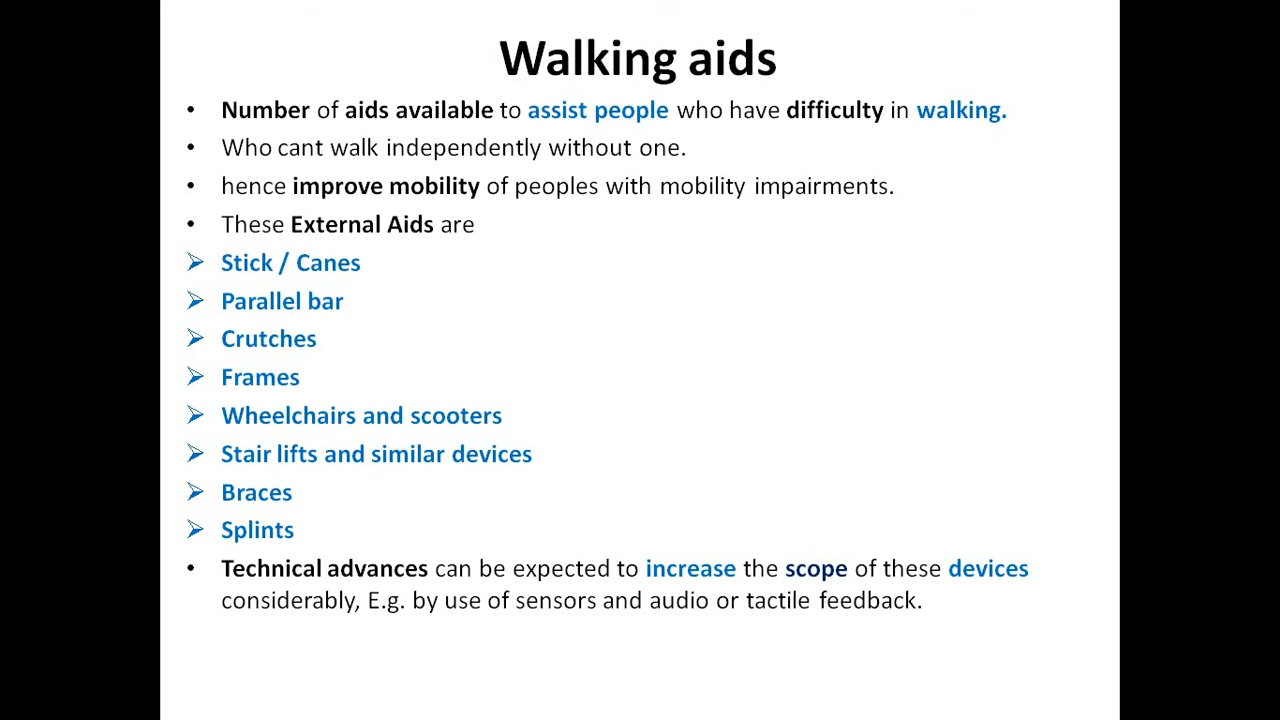 Walking aids
• Number of aids available to assist people who have difficulty in walking.
• Who cant walk independently without one.
• hence improve mobility of peoples with mobility impairments.
• These External Aids are
➢ Stick / Canes
➢ Parallel bar
➢ Crutches
➢ Frames
➢ Wheelchairs and scooters
➢ Stair lifts and similar devices
➢ Braces
➢ Splints
• Technical advances can be expected to increase the scope of these devices
considerably, E.g. by use of sensors and audio or tactile feedback.